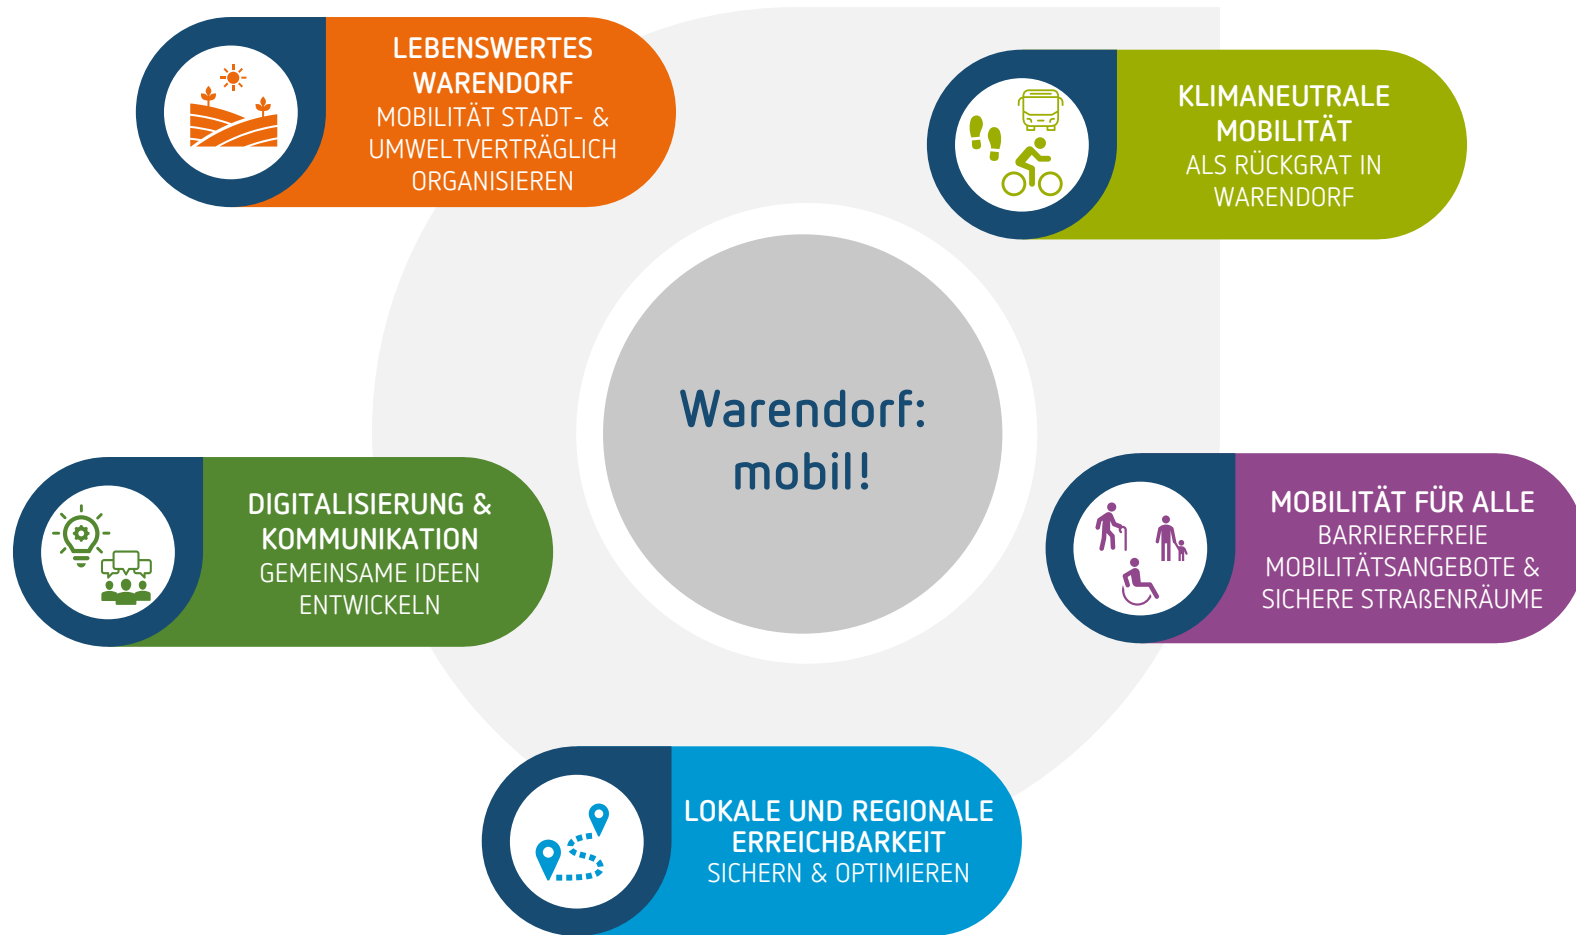 LEBENSWERTES
WARENDORF
MOBILITÄT STADT- &
UMWELTVERTRÄGLICH
ORGANISIEREN
KLIMANEUTRALE
MOBILITÄT
ALS RÜCKGRAT IN
WARENDORF
Warendorf:
mobil!
DIGITALISIERUNG &
KOMMUNIKATION
GEMEINSAME IDEEN
ENTWICKELN
MOBILITÄT FÜR ALLE
BARRIEREFREIE
MOBILITÄTSANGEBOTE &
SICHERE STRAßENRÄUME
LOKALE UND REGIONALE
ERREICHBARKEIT
SICHERN & OPTIMIEREN